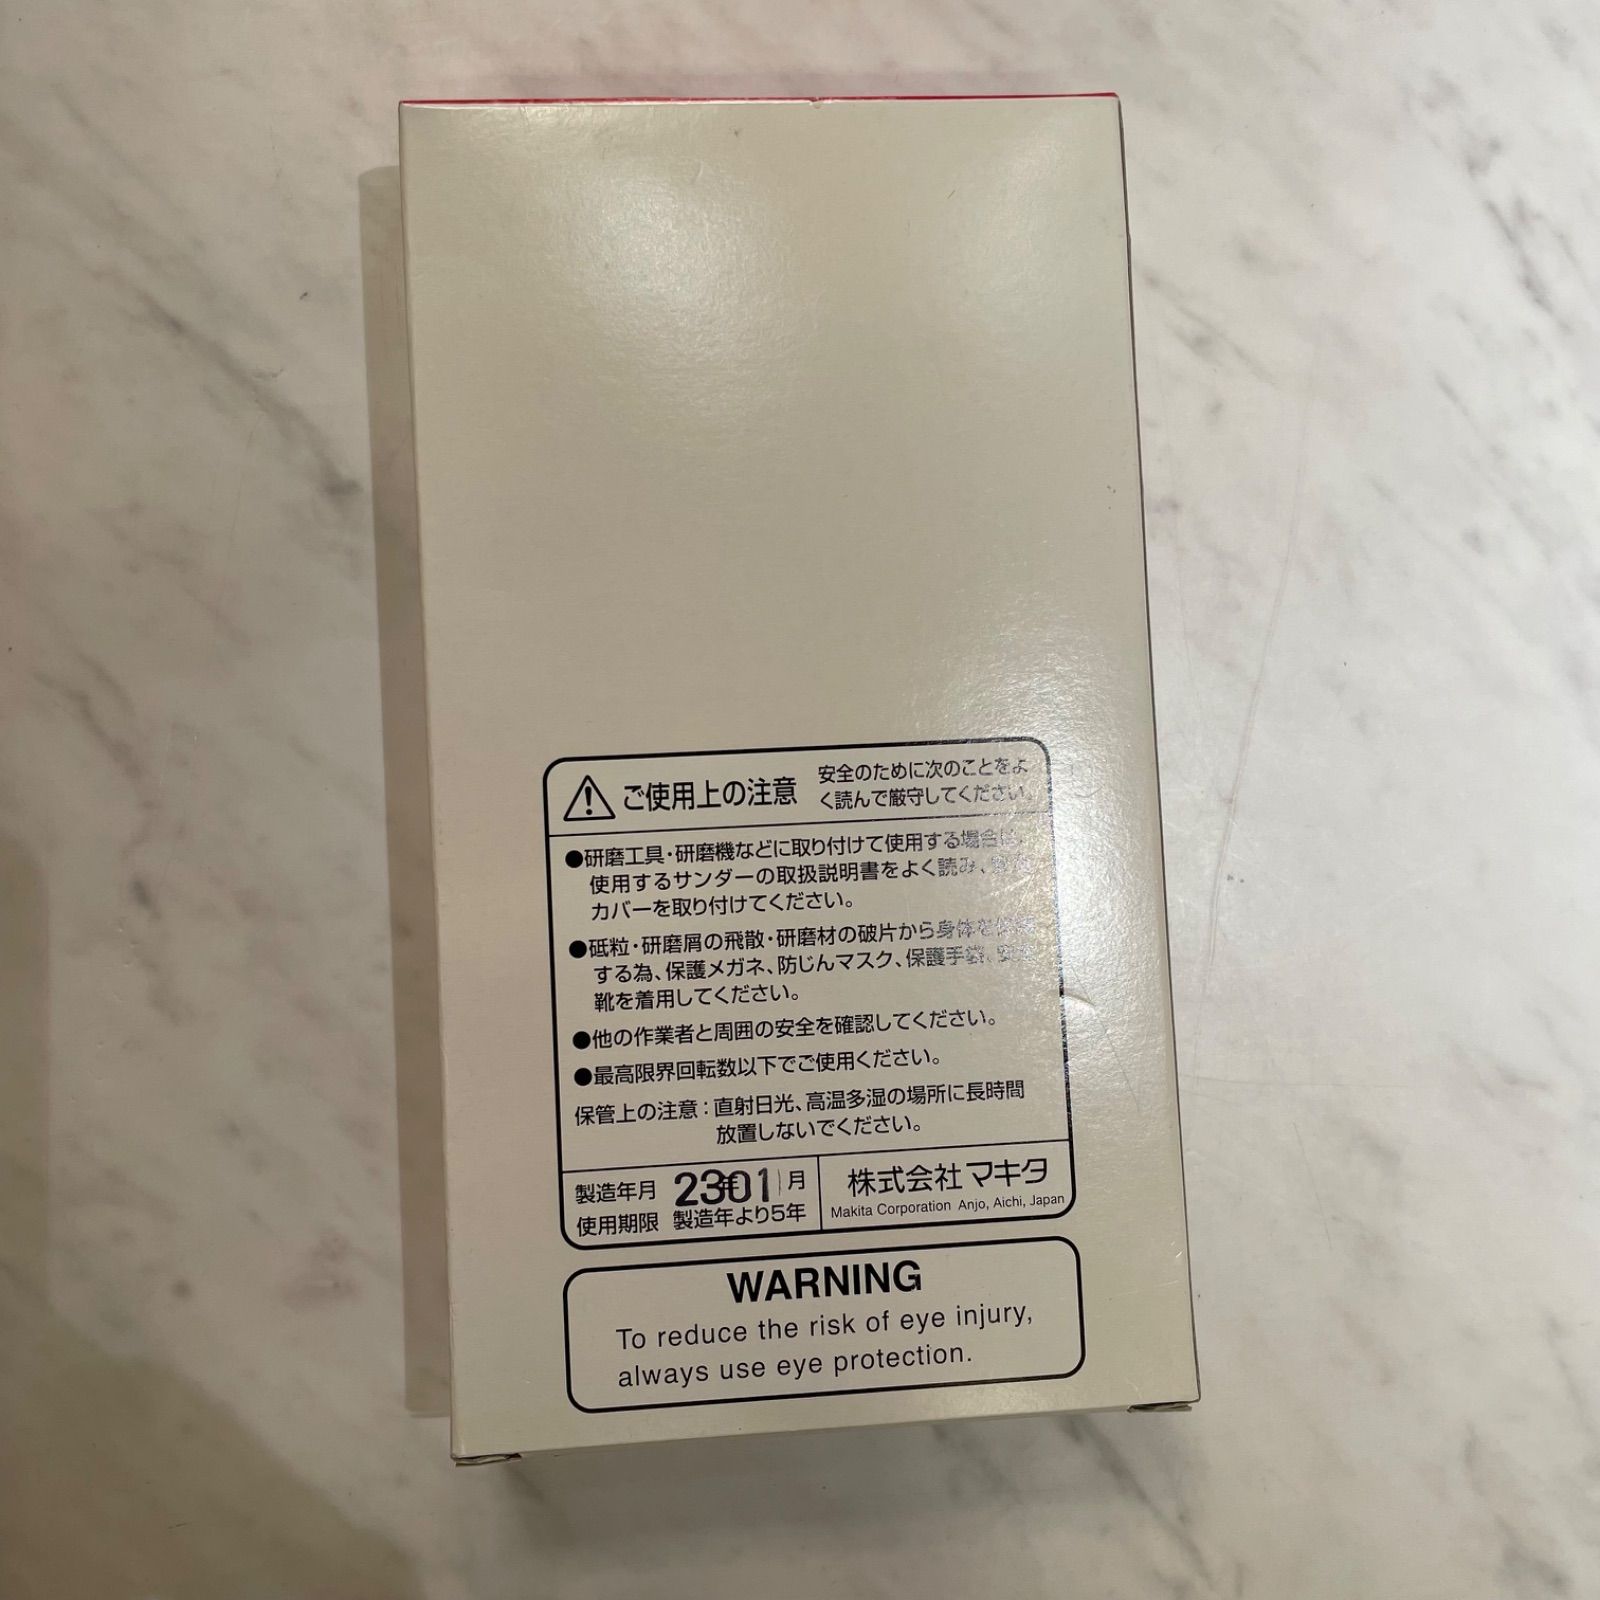 ご使用上の注意
安全のために次のことをよ
く読んで厳守してください。
●研磨工具・研磨機などに取り付けて使用する場合は、
使用するサンダーの取扱説明書をよく読み、
カバーを取り付けてください。
●砥粒・研磨屑の飛散・研磨材の破片から身体を保護
する為、保護メガネ、防じんマスク、保護手袋、安全
靴を着用してください。
●他の作業者と周囲の安全を確認してください。
●最高限界回転数以下でご使用ください。
保管上の注意：直射日光、高温多湿の場所に長時間
放置しないでください。
製造年月 23年01月
使用期限 製造年より5年
株式会社マキタ
Makita Corporation Anjo, Aichi, Japan
WARNING
To reduce the risk of eye injury,
always use eye protection.